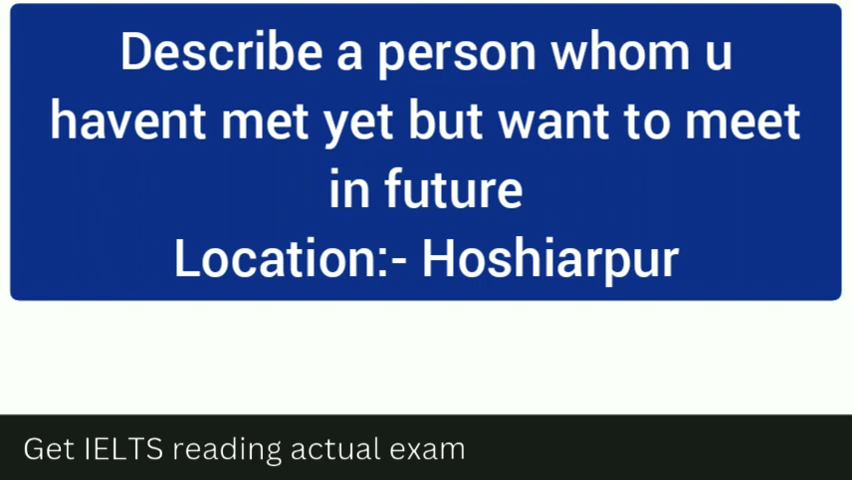 Describe a person whom u
havent met yet but want to meet
in future
Location:- Hoshiarpur
Get IELTS reading actual exam